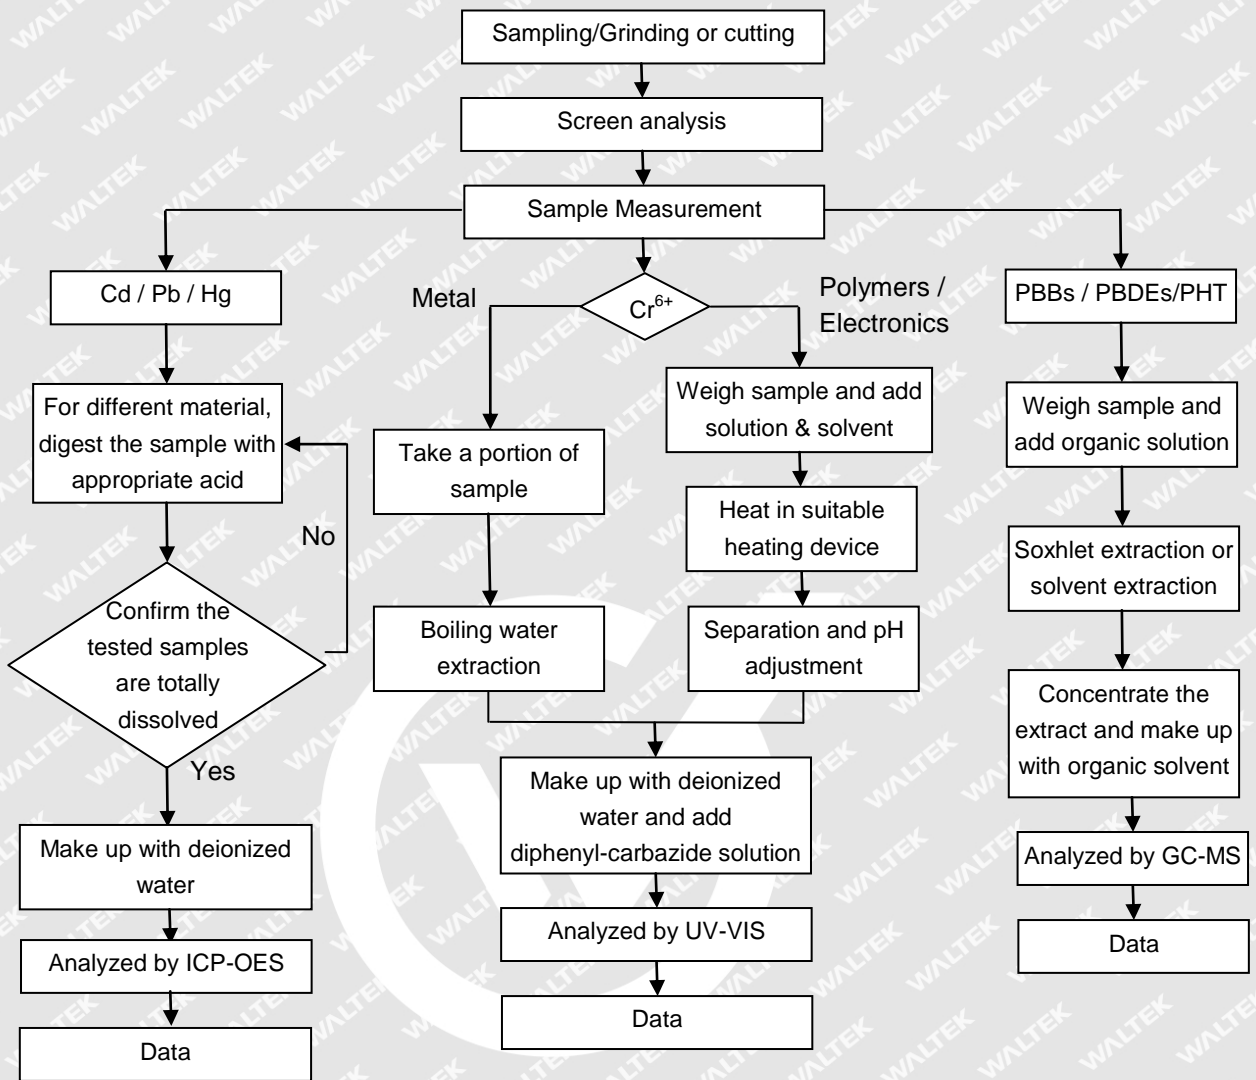 Sampling/Grinding or cutting
Screen analysis
Sample Measurement
Cd / Pb / Hg
For different material,
digest the sample with
appropriate acid
No
Confirm the
tested samples
are totally
dissolved
Yes
Make up with deionized
water
Analyzed by ICP-OES
Data
Cr⁶⁺
Metal
Take a portion of
sample
Boiling water
extraction
Polymers /
Electronics
Weigh sample and add
solution & solvent
Heat in suitable
heating device
Separation and pH
adjustment
Make up with deionized
water and add
diphenyl-carbazide solution
Analyzed by UV-VIS
Data
PBBs / PBDEs/PHT
Weigh sample and
add organic solution
Soxhlet extraction or
solvent extraction
Concentrate the
extract and make up
with organic solvent
Analyzed by GC-MS
Data
WALTEK